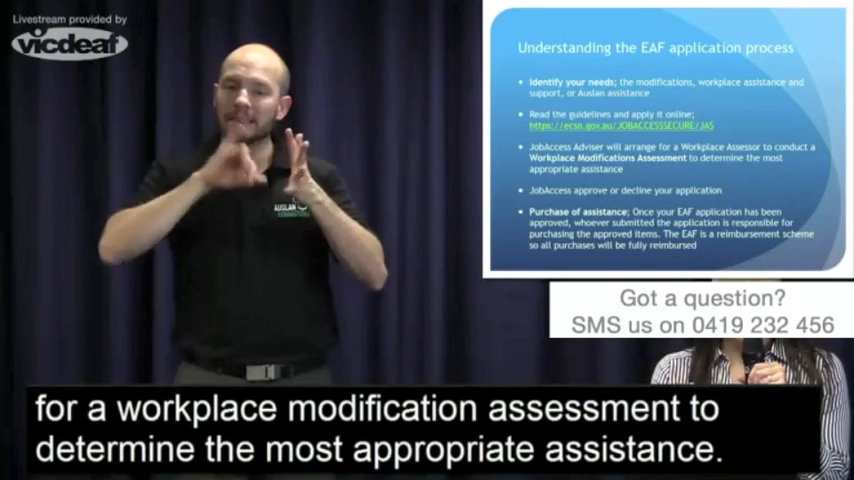 Livestream provided by
vicdeaf
Understanding the EAF application process
• Identify your needs; the modifications, workplace assistance and
support, or Auslan assistance
• Read the guidelines and apply it online;
https://ecsn.gov.au/JOBACCESSSECURE/JAS
• JobAccess Adviser will arrange for a Workplace Assessor to conduct a
Workplace Modifications Assessment to determine the most
appropriate assistance
• JobAccess approve or decline your application
• Purchase of assistance; Once your EAF application has been
approved, whoever submitted the application is responsible for
purchasing the approved items. The EAF is a reimbursement scheme
so all purchases will be fully reimbursed
AUSLAN
Got a question?
SMS us on 0419 232 456
for a workplace modification assessment to
determine the most appropriate assistance.